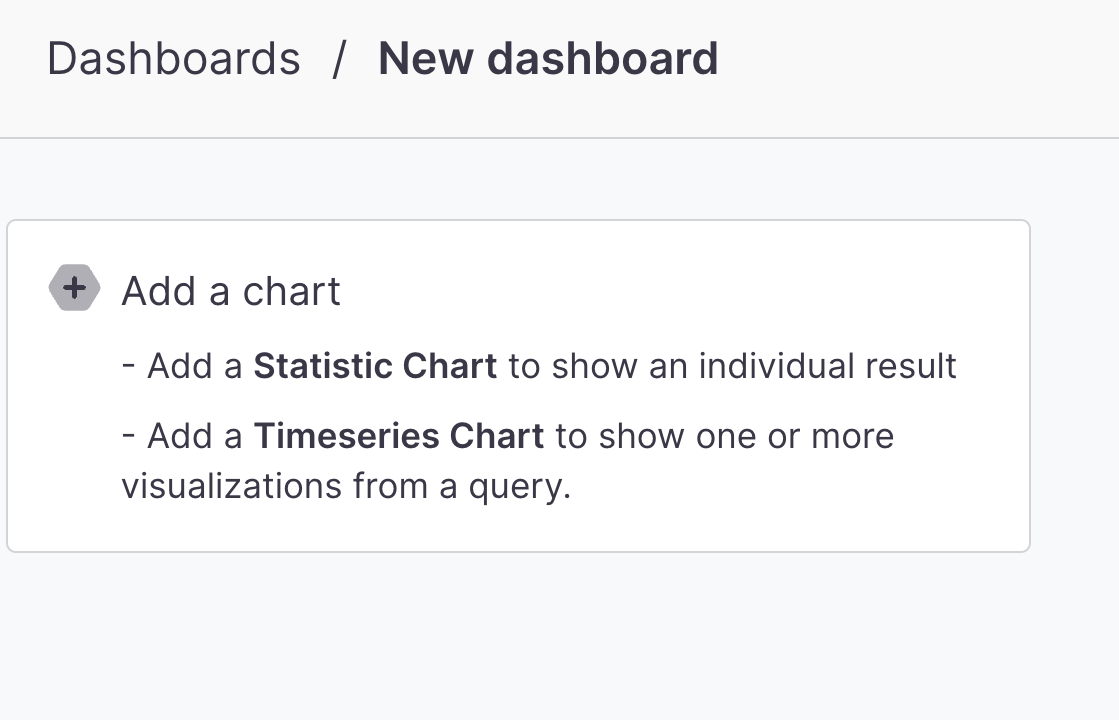 Dashboards / New dashboard
Add a chart
- Add a Statistic Chart to show an individual result
- Add a Timeseries Chart to show one or more
visualizations from a query.